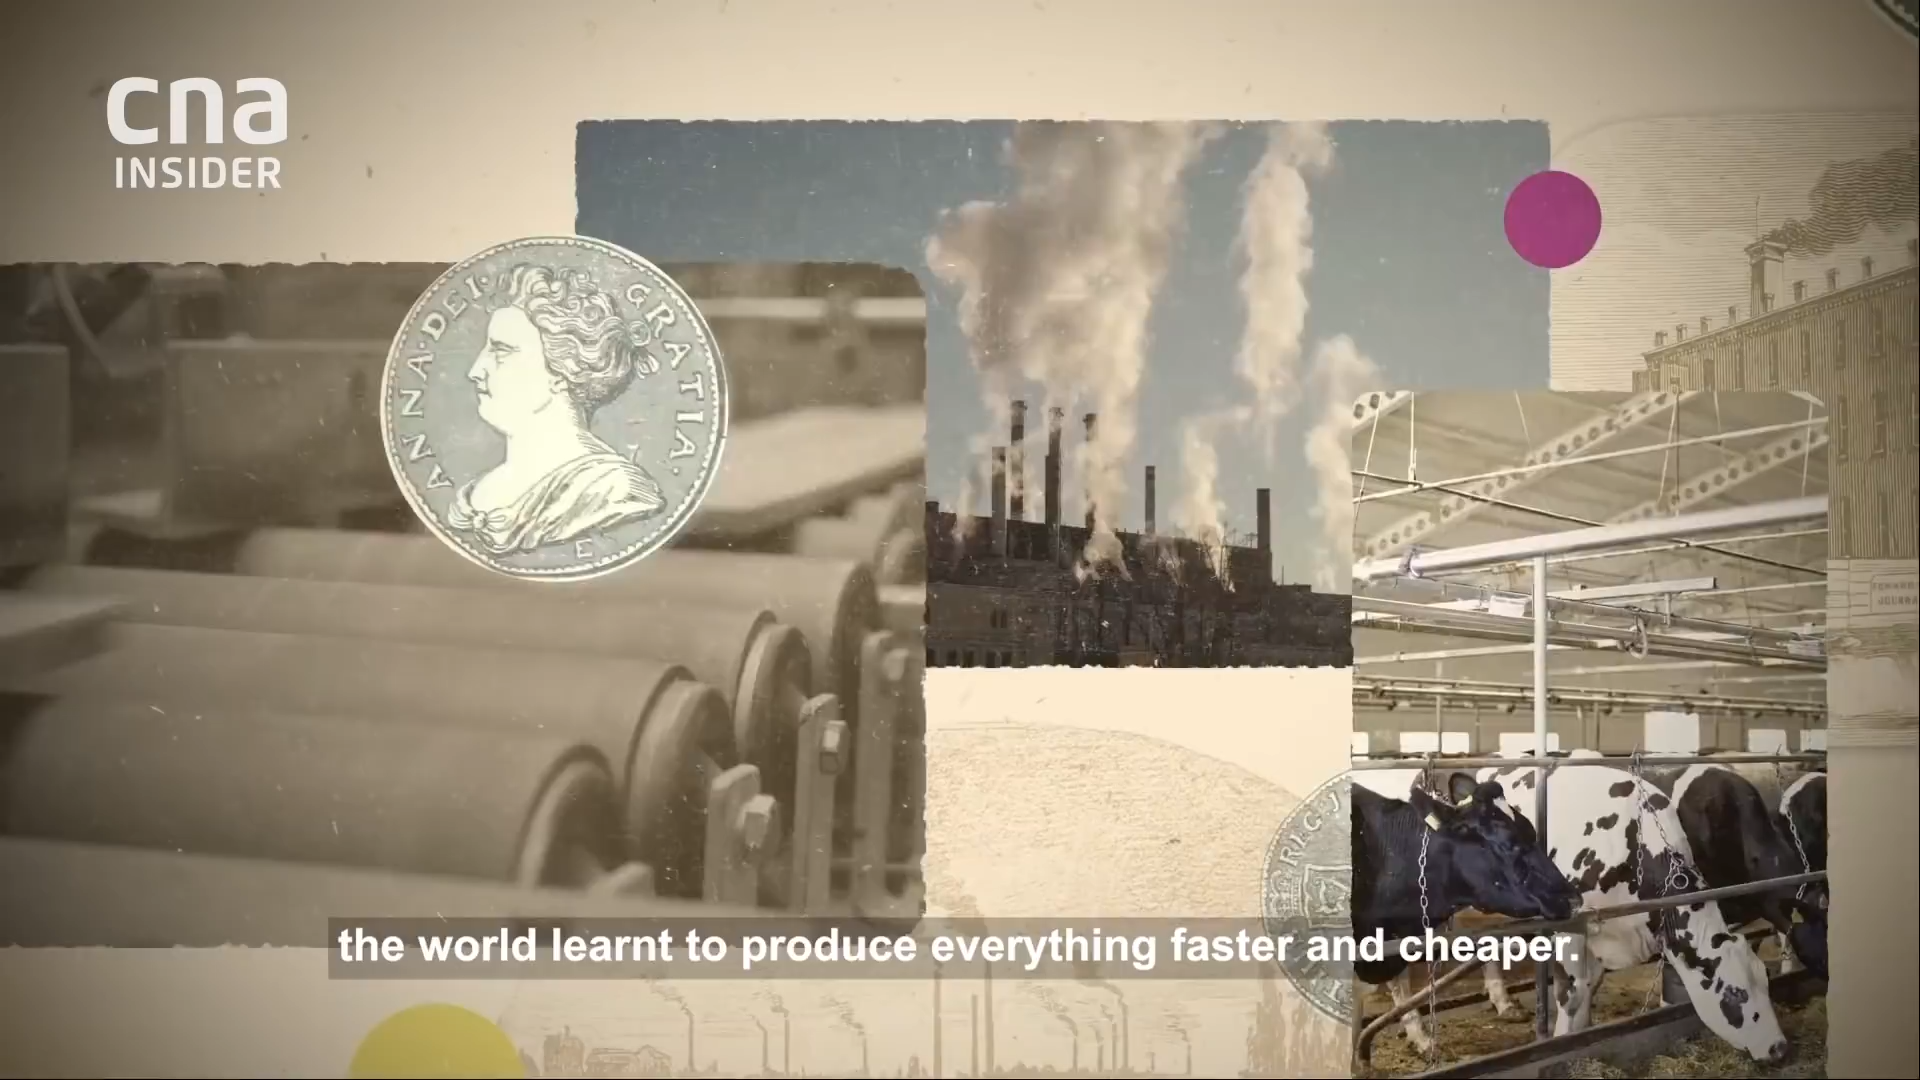 cna
INSIDER
ANNA·DEI·GRATIA·
E
the world learnt to produce everything faster and cheaper.